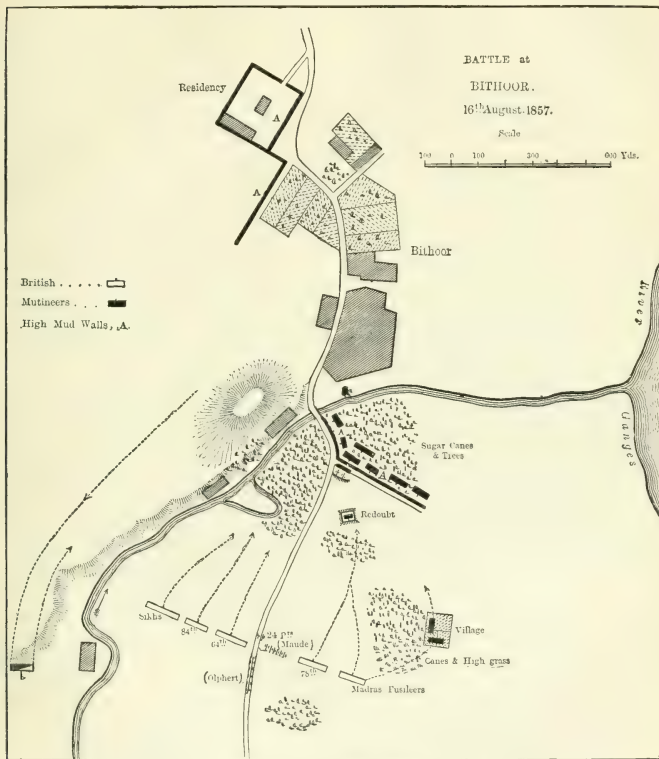 BATTLE at
BITHOOR.
16th August. 1857.
Scale
100 0 100 300 600 Yds.
Residency
A
A
Bithoor
British . . . . .
Mutineers . . .
High Mud Walls, A.
River
Ganges
Sugar Canes
& Trees
A
Redoubt
Sikhs
84th
64th
24 Prs
(Maude)
(Olphert)
78th
Madras Fusileers
Village
Canes & High grass